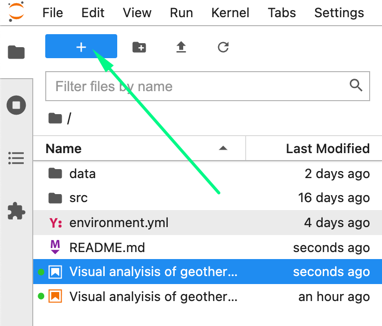 File Edit View Run Kernel Tabs Settings
+
Filter files by name
/
Name Last Modified
data 2 days ago
src 16 days ago
Y: environment.yml 4 days ago
M README.md seconds ago
Visual analyisis of geother... seconds ago
Visual analyisis of geother... an hour ago